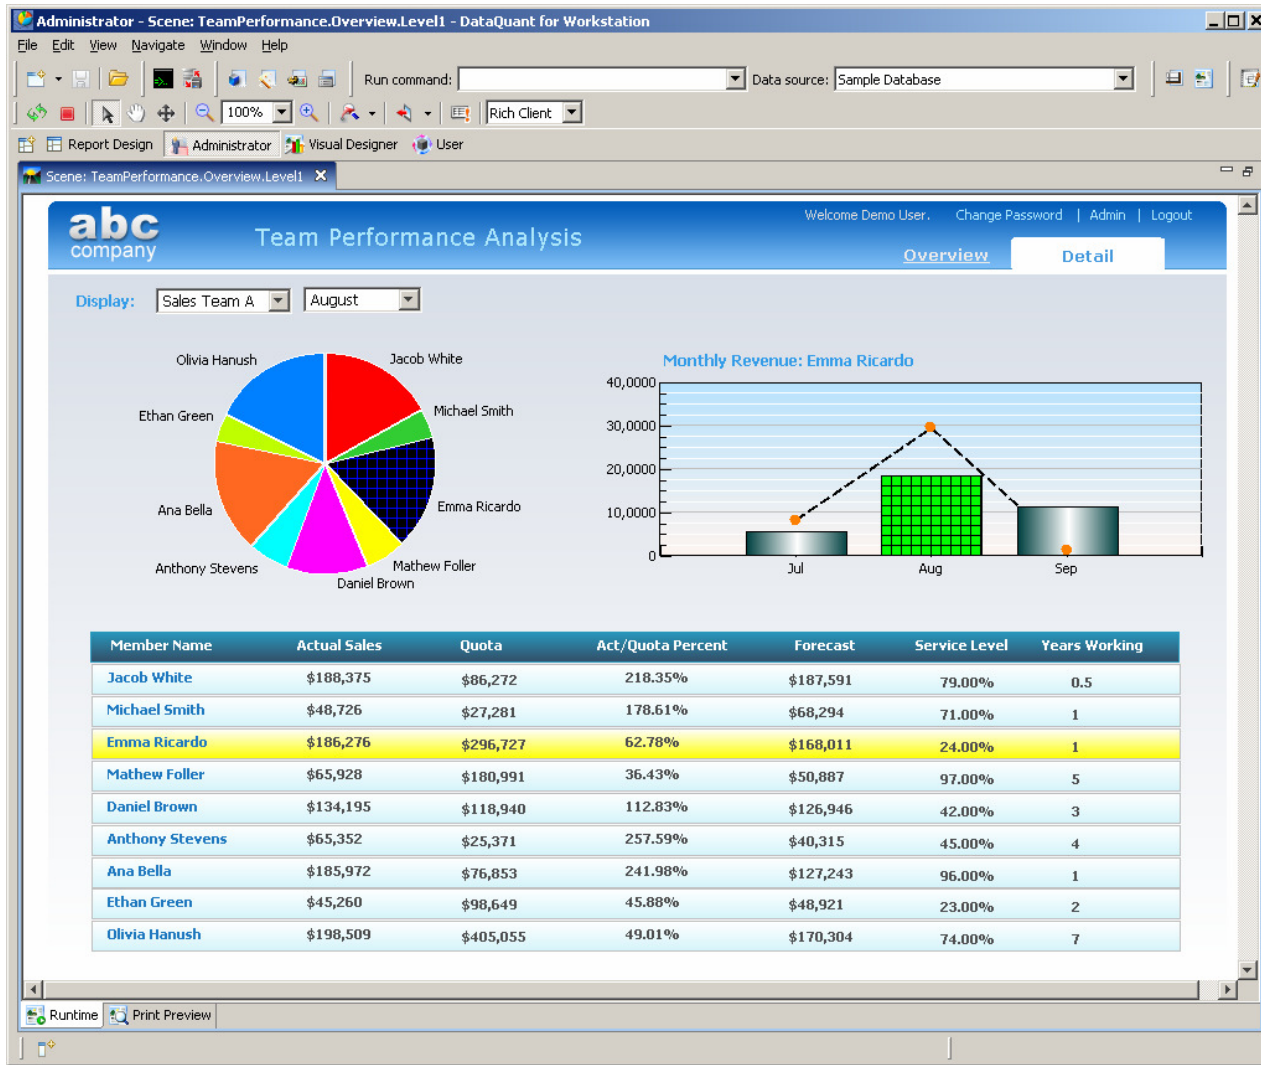 Administrator - Scene: TeamPerformance.Overview.Level1 - DataQuant for Workstation
File Edit View Navigate Window Help
Run command: Data source: Sample Database
100% Rich Client
Report Design Administrator Visual Designer User
Scene: TeamPerformance.Overview.Level1
Welcome Demo User. Change Password | Admin | Logout
abc
company
Team Performance Analysis
Overview Detail
Display: Sales Team A August
Olivia Hanush
Jacob White
Ethan Green
Michael Smith
Ana Bella
Emma Ricardo
Anthony Stevens
Mathew Foller
Daniel Brown
Monthly Revenue: Emma Ricardo
40,0000
30,0000
20,0000
10,0000
0
Jul Aug Sep
Member Name Actual Sales Quota Act/Quota Percent Forecast Service Level Years Working
Jacob White $188,375 $86,272 218.35% $187,591 79.00% 0.5
Michael Smith $48,726 $27,281 178.61% $68,294 71.00% 1
Emma Ricardo $186,276 $296,727 62.78% $168,011 24.00% 1
Mathew Foller $65,928 $180,991 36.43% $50,887 97.00% 5
Daniel Brown $134,195 $118,940 112.83% $126,946 42.00% 3
Anthony Stevens $65,352 $25,371 257.59% $40,315 45.00% 4
Ana Bella $185,972 $76,853 241.98% $127,243 96.00% 1
Ethan Green $45,260 $98,649 45.88% $48,921 23.00% 2
Olivia Hanush $198,509 $405,055 49.01% $170,304 74.00% 7
Runtime Print Preview